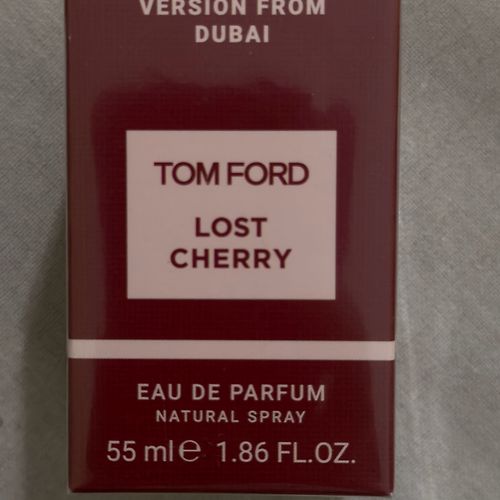 VERSION FROM
DUBAI
TOM FORD
LOST
CHERRY
EAU DE PARFUM
NATURAL SPRAY
55 ml℮ 1.86 FL.OZ.